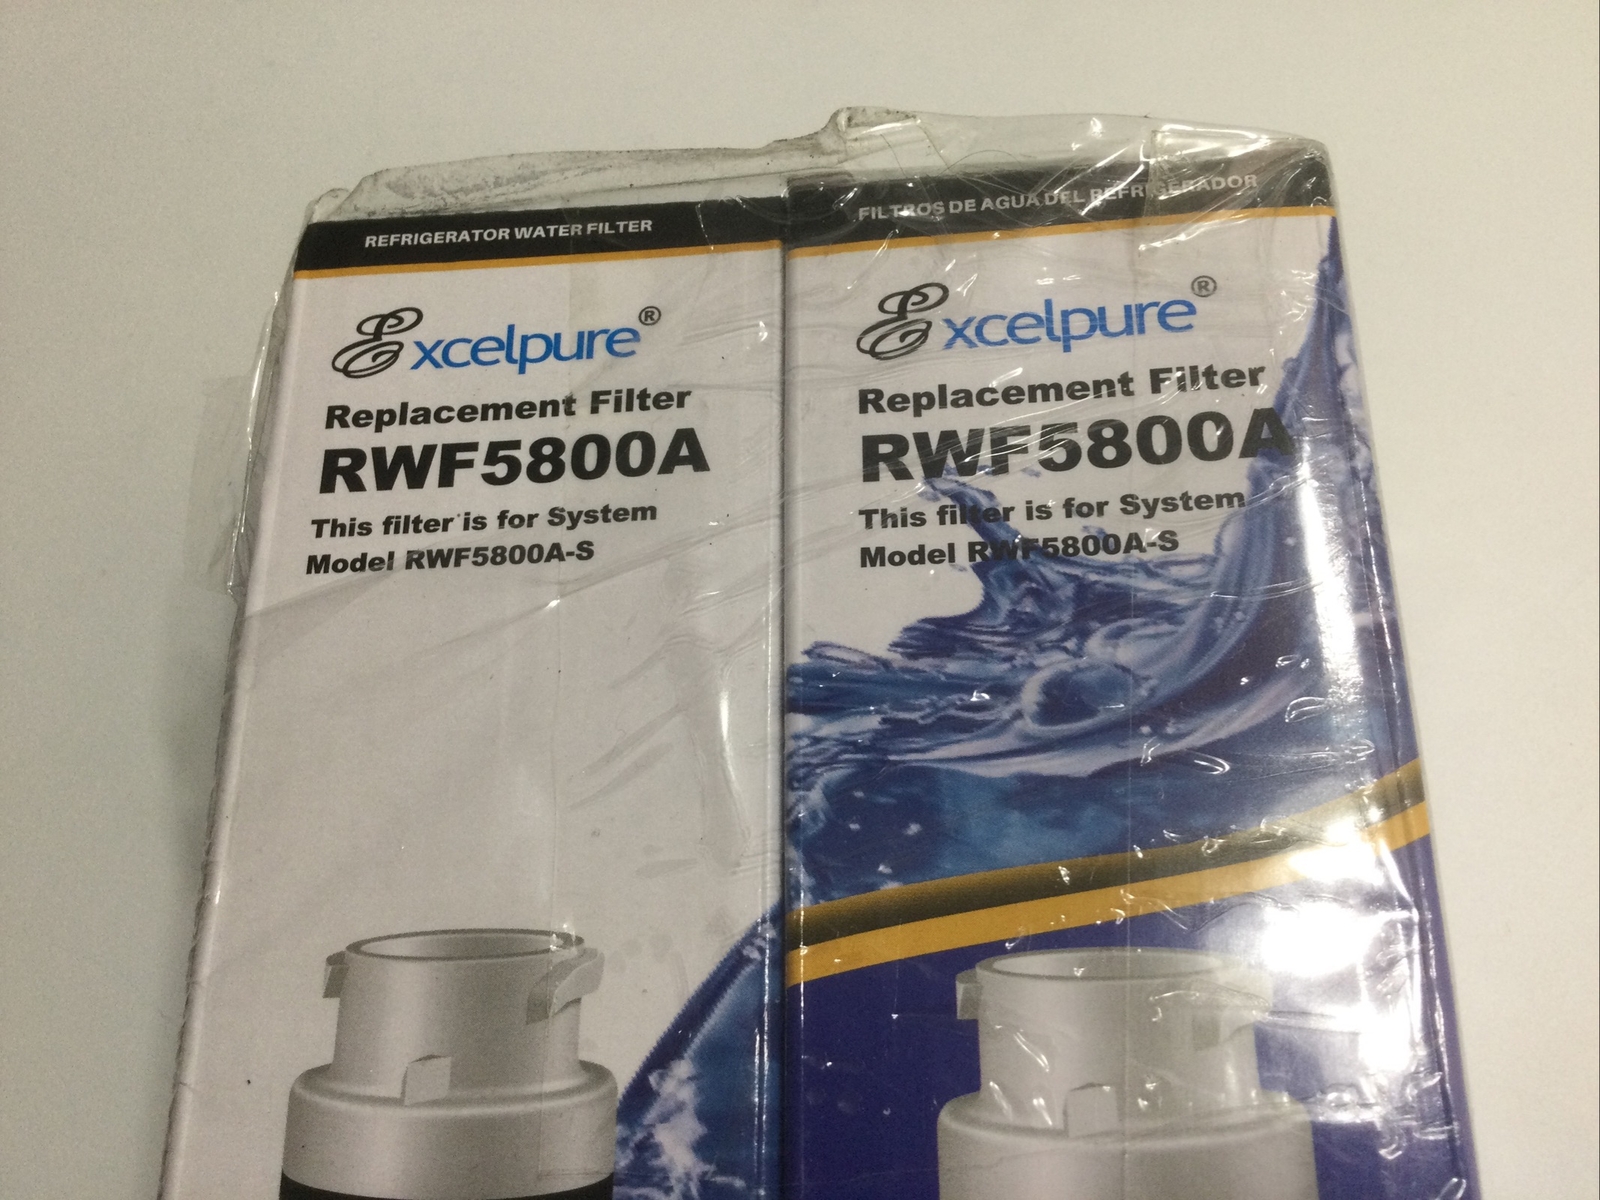 REFRIGERATOR WATER FILTER
Excelpure®
Replacement Filter
RWF5800A
This filter is for System
Model RWF5800A-S
FILTROS DE AGUA DEL REFRIGERADOR
Excelpure®
Replacement Filter
RWF5800A
This filter is for System
Model RWF5800A-S